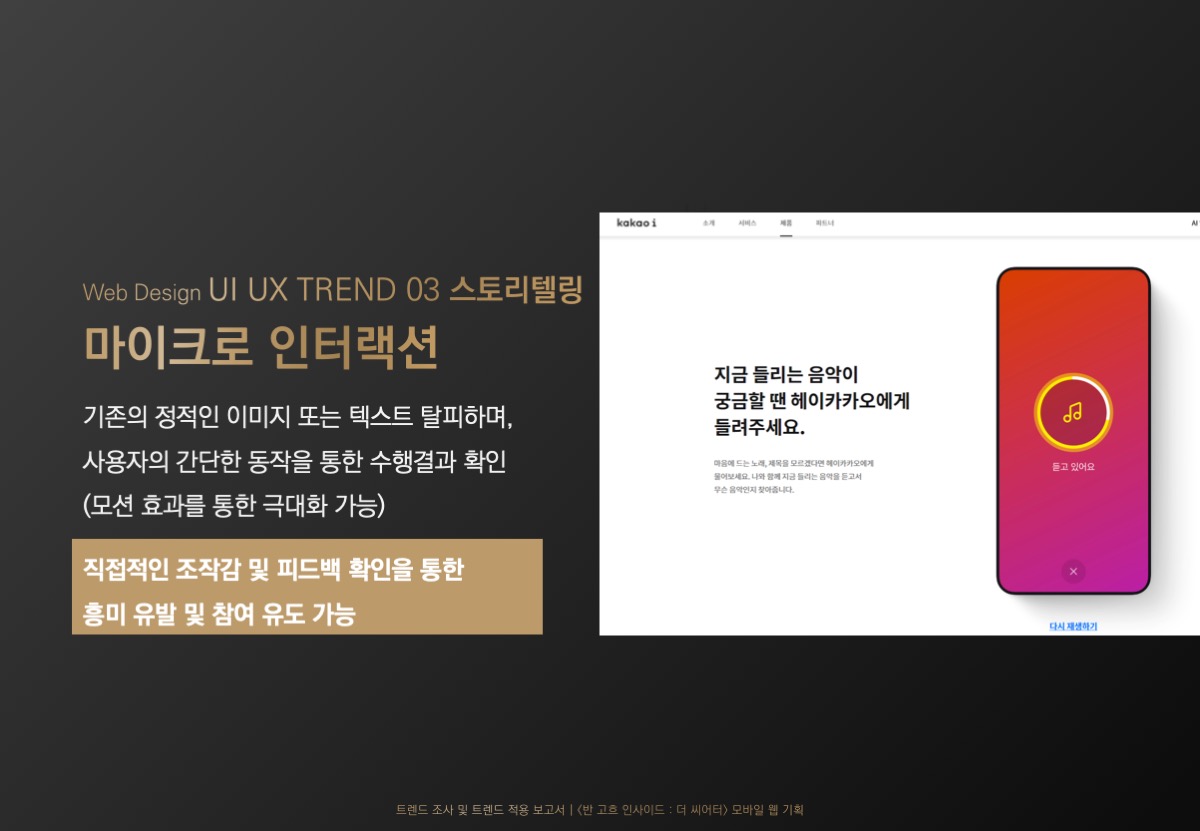 Web Design UI UX TREND 03 스토리텔링
마이크로 인터랙션
기존의 정적인 이미지 또는 텍스트 탈피하며,
사용자의 간단한 동작을 통한 수행결과 확인
(모션 효과를 통한 극대화 가능)
직접적인 조작감 및 피드백 확인을 통한
흥미 유발 및 참여 유도 가능
kakao i 소개 서비스 제품 파트너 AI
지금 들리는 음악이
궁금할 땐 헤이카카오에게
들려주세요.
마음에 드는 노래, 제목을 모르겠다면 헤이카카오에게
물어보세요. 나와 함께 지금 들리는 음악을 듣고서
무슨 음악인지 찾아줍니다.
듣고 있어요
다시 재생하기
트렌드 조사 및 트렌드 적용 보고서 | 〈반 고흐 인사이드 : 더 씨어터〉 모바일 웹 기획